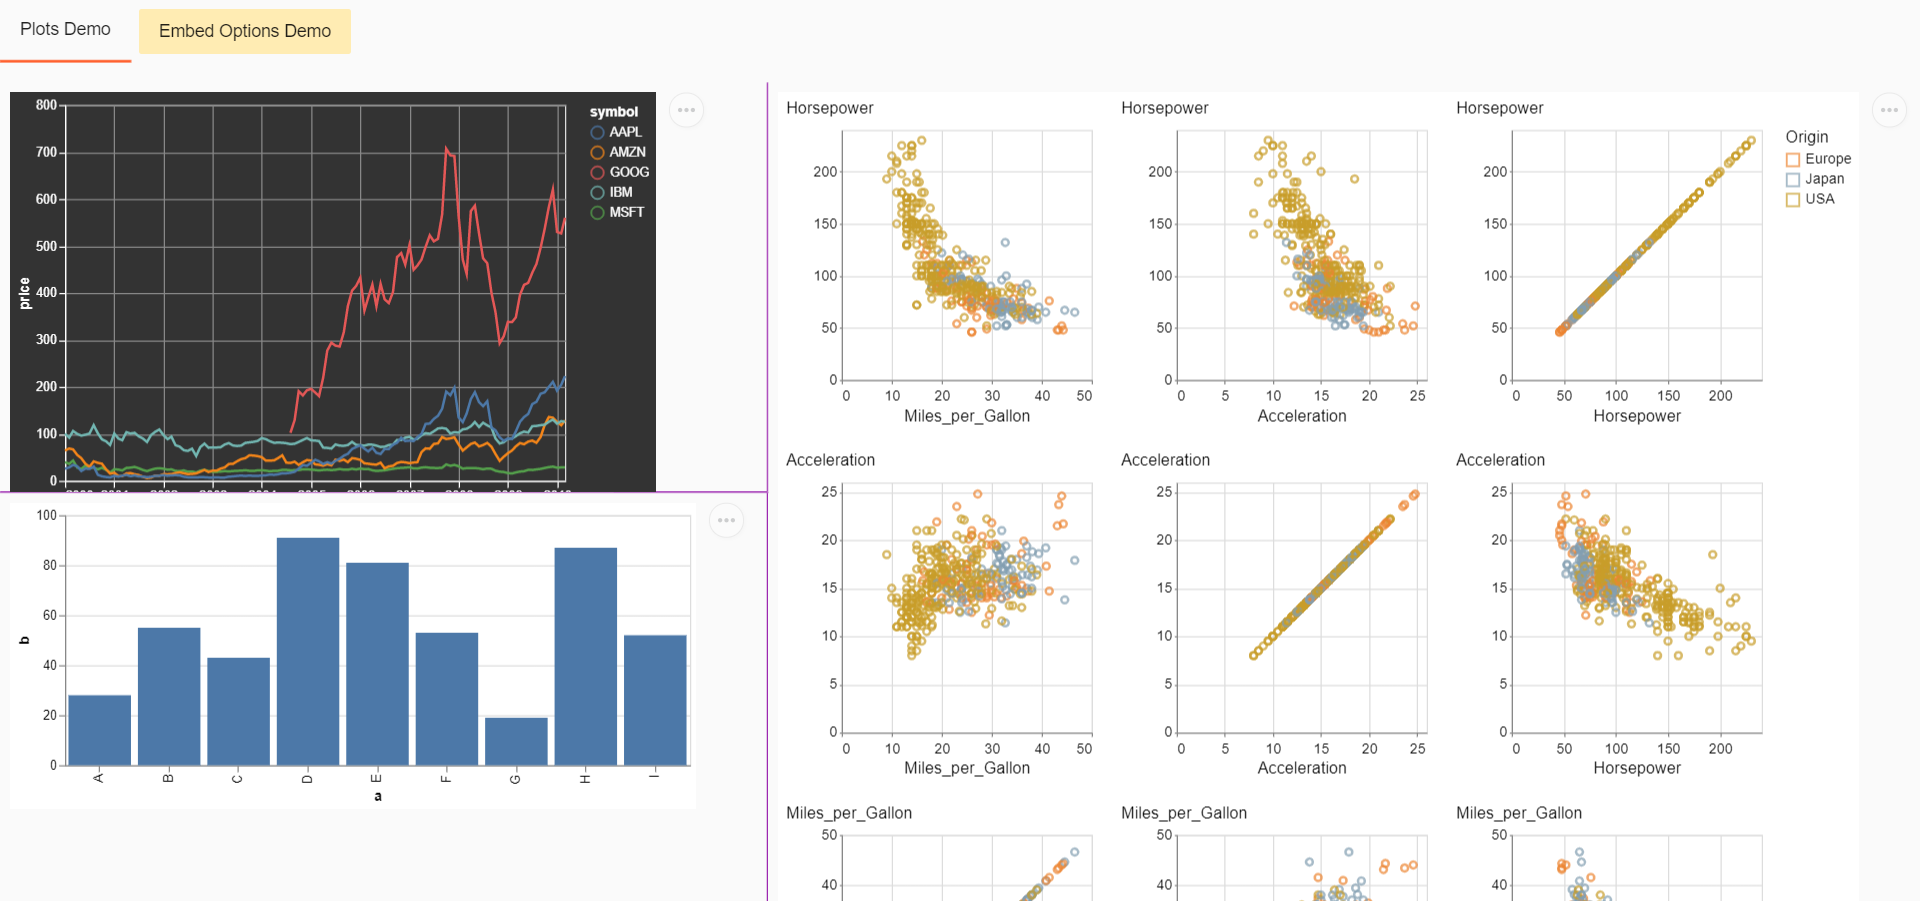 Plots Demo
Embed Options Demo
800
700
600
500
400
300
200
100
0
price
symbol
AAPL
AMZN
GOOG
IBM
MSFT
100
80
60
40
20
0
b
A B C D E F G H I
a
Horsepower
200
150
100
50
0
0 10 20 30 40 50
Miles_per_Gallon
Horsepower
200
150
100
50
0
0 5 10 15 20 25
Acceleration
Horsepower
200
150
100
50
0
0 50 100 150 200
Horsepower
Origin
Europe
Japan
USA
Acceleration
25
20
15
10
5
0
0 10 20 30 40 50
Miles_per_Gallon
Acceleration
25
20
15
10
5
0
0 5 10 15 20 25
Acceleration
Acceleration
25
20
15
10
5
0
0 50 100 150 200
Horsepower
Miles_per_Gallon
50
40
Miles_per_Gallon
50
40
Miles_per_Gallon
50
40